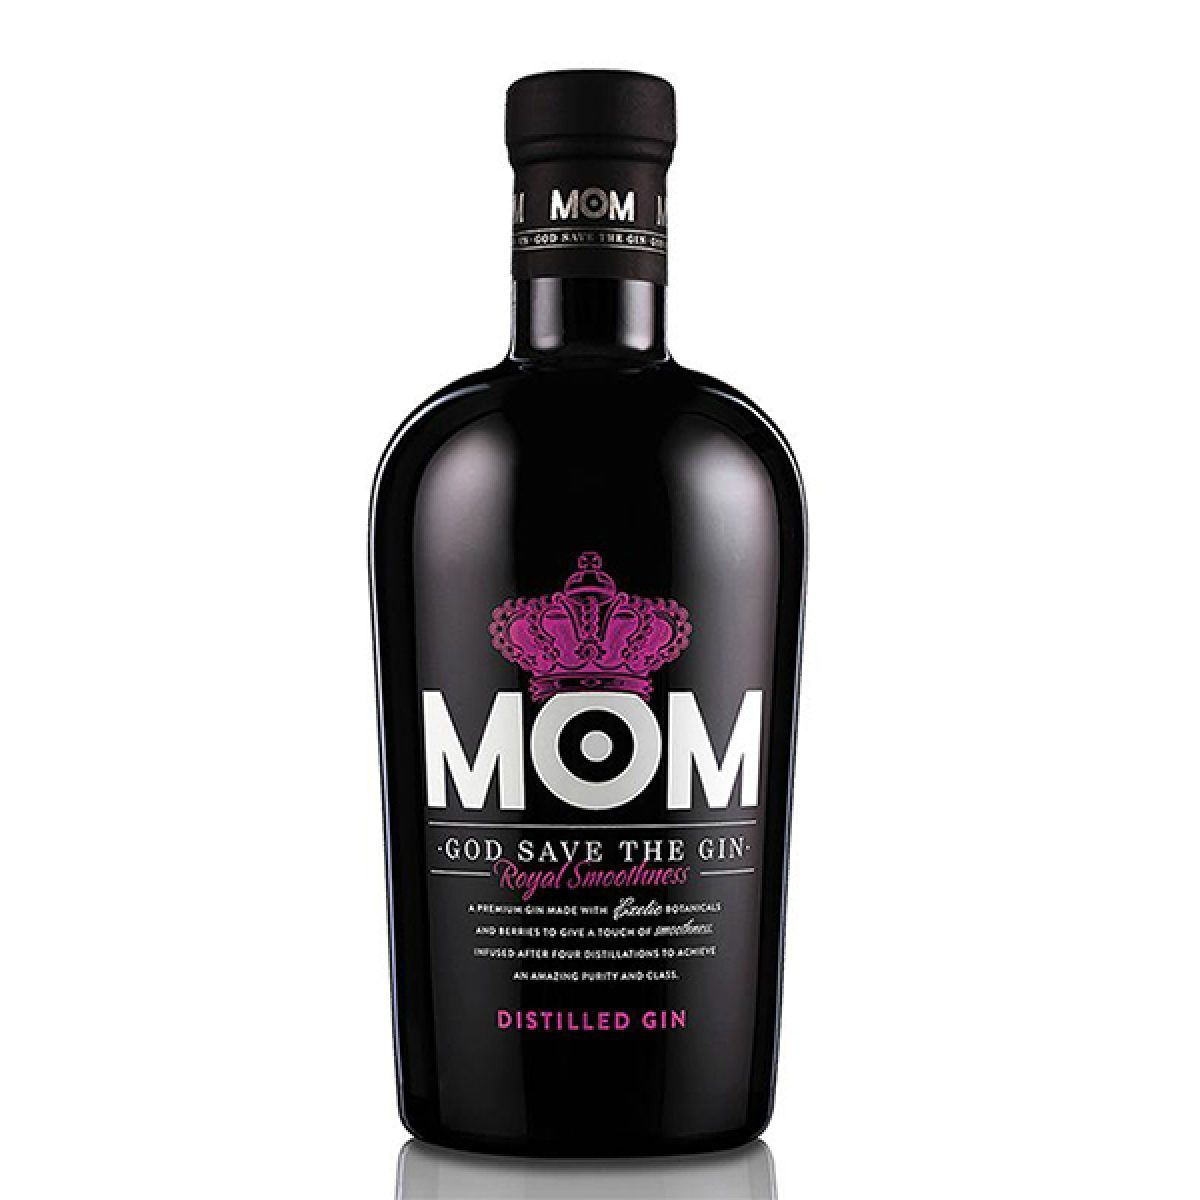 M MOM M
GOD SAVE THE GIN
MOM
·GOD SAVE THE GIN·
Royal Smoothness
A PREMIUM GIN MADE WITH Exotic BOTANICALS
AND BERRIES TO GIVE A TOUCH OF smoothness.
INFUSED AFTER FOUR DISTILLATIONS TO ACHIEVE
AN AMAZING PURITY AND CLASS.
DISTILLED GIN